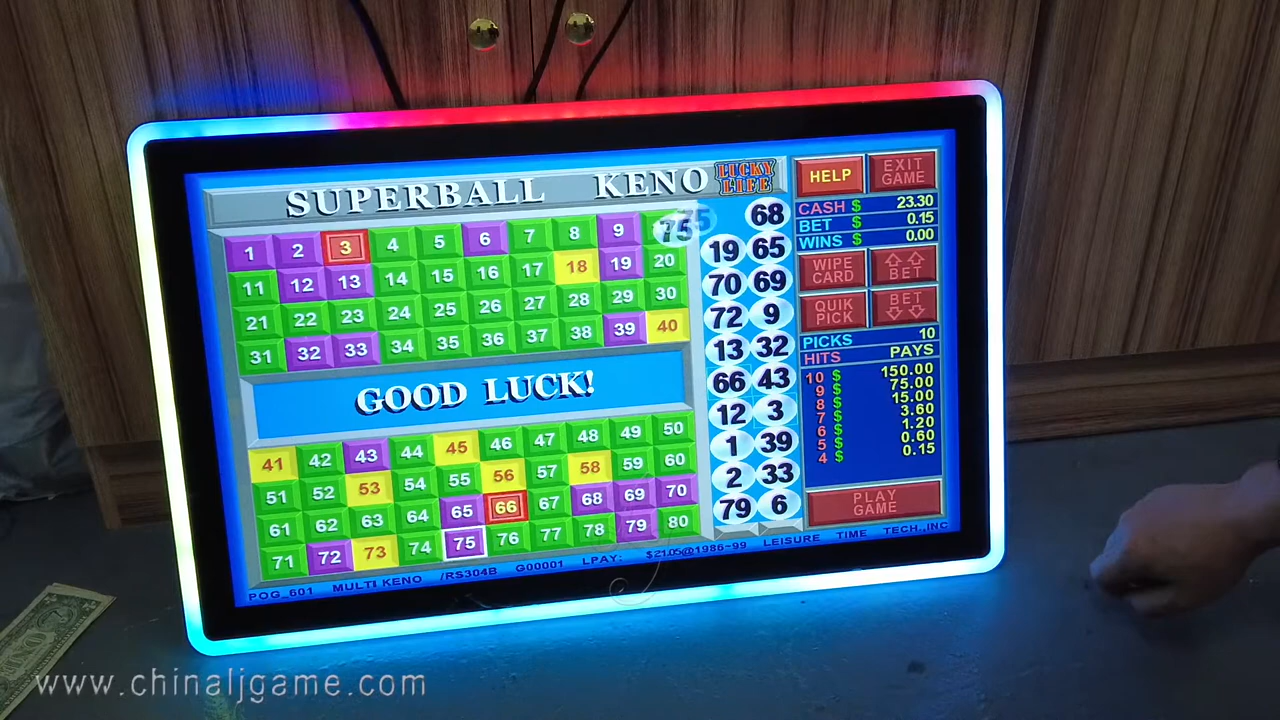 SUPERBALL KENO LUCKY LIFE
HELP EXIT GAME
CASH $ 23.30
BET $ 0.15
WINS $ 0.00
WIPE CARD BET
QUIK PICK BET
PICKS 10
HITS PAYS
10 $ 150.00
9 $ 75.00
8 $ 15.00
7 $ 3.60
6 $ 1.20
5 $ 0.60
4 $ 0.15
PLAY GAME
1 2 3 4 5 6 7 8 9
11 12 13 14 15 16 17 18 19 20
21 22 23 24 25 26 27 28 29 30
31 32 33 34 35 36 37 38 39 40
GOOD LUCK!
41 42 43 44 45 46 47 48 49 50
51 52 53 54 55 56 57 58 59 60
61 62 63 64 65 66 67 68 69 70
71 72 73 74 75 76 77 78 79 80
75 75
68
19 65
70 69
72 9
13 32
66 43
12 3
1 39
2 33
79 6
POG_601 MULTI KENO /RS304B G00001 LPAY: $21.05@1986-99 LEISURE TIME TECH.,INC
www.chinaljgame.com